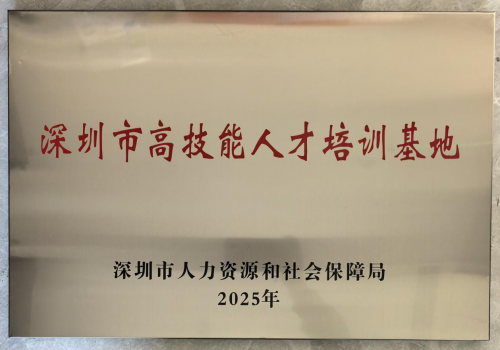 深圳市高技能人才培训基地
深圳市人力资源和社会保障局
2025年